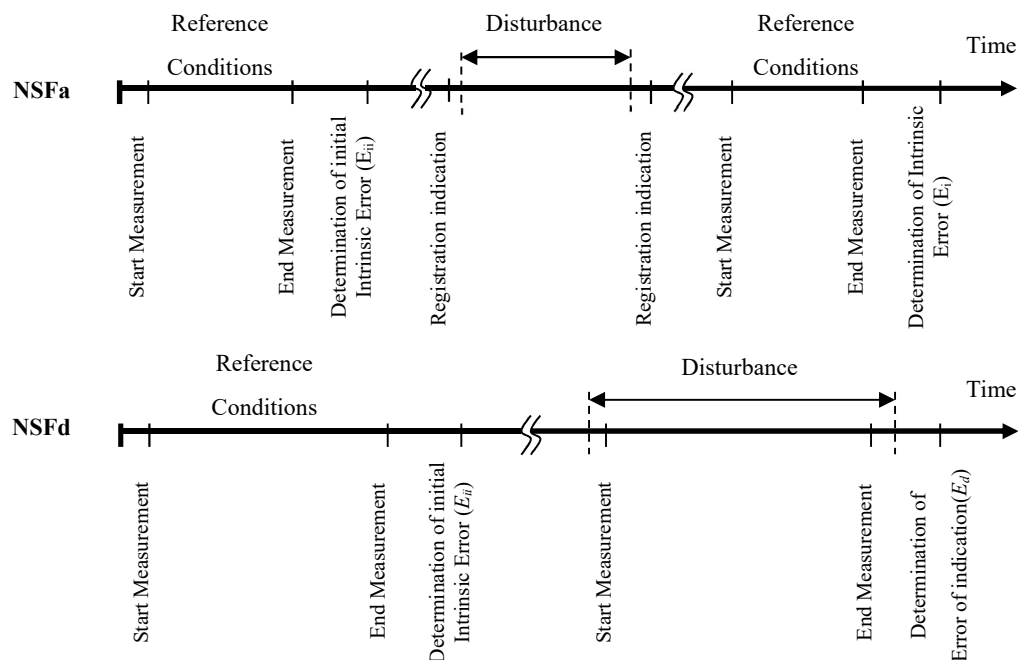 Reference
Conditions
Disturbance
Reference
Conditions
Time
NSFa
Start Measurement
End Measurement
Determination of initial
Intrinsic Error (Eii)
Registration indication
Registration indication
Start Measurement
End Measurement
Determination of Intrinsic
Error (Ei)
Reference
Conditions
Disturbance
Time
NSFd
Start Measurement
End Measurement
Determination of initial
Intrinsic Error (Eii)
Start Measurement
End Measurement
Determination of
Error of indication(Ed)